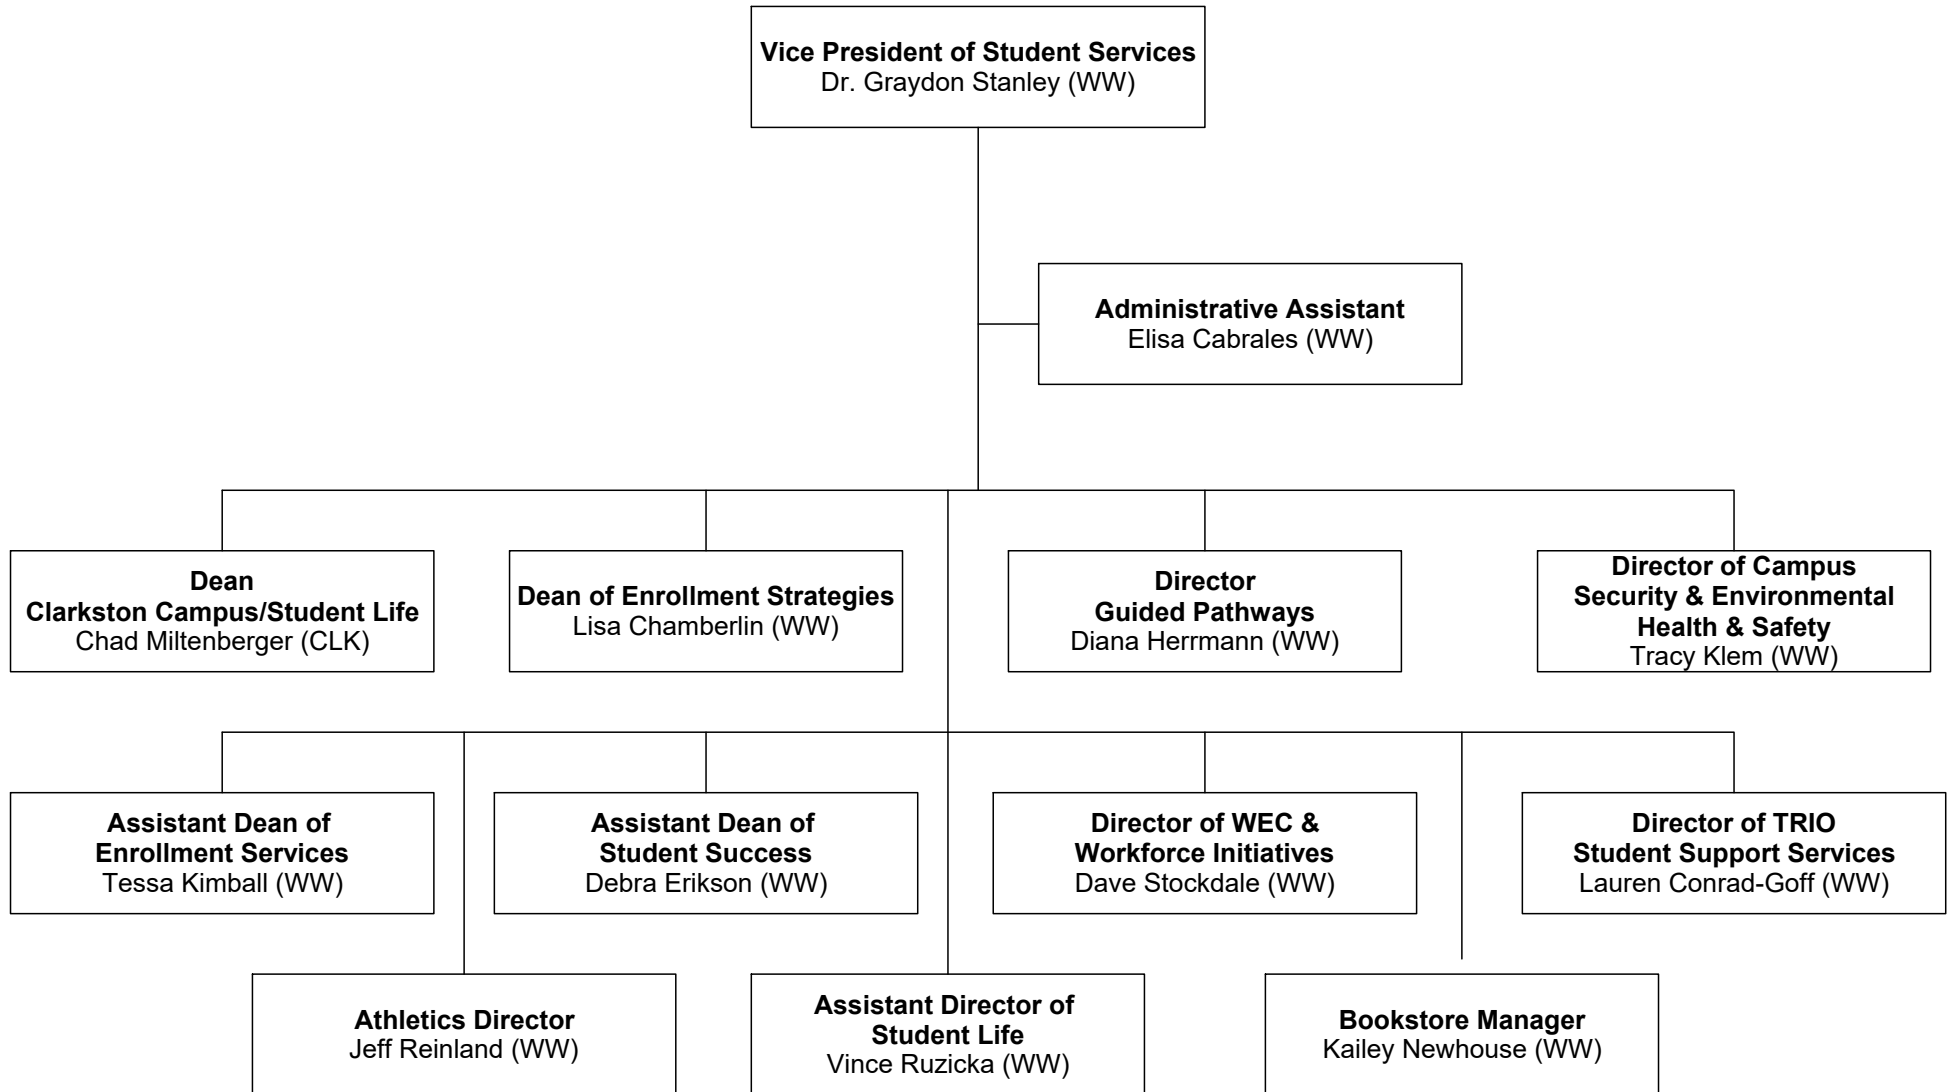 Vice President of Student Services
Dr. Graydon Stanley (WW)
Administrative Assistant
Elisa Cabrales (WW)
Dean
Clarkston Campus/Student Life
Chad Miltenberger (CLK)
Dean of Enrollment Strategies
Lisa Chamberlin (WW)
Director
Guided Pathways
Diana Herrmann (WW)
Director of Campus
Security & Environmental
Health & Safety
Tracy Klem (WW)
Assistant Dean of
Enrollment Services
Tessa Kimball (WW)
Assistant Dean of
Student Success
Debra Erikson (WW)
Director of WEC &
Workforce Initiatives
Dave Stockdale (WW)
Director of TRIO
Student Support Services
Lauren Conrad-Goff (WW)
Athletics Director
Jeff Reinland (WW)
Assistant Director of
Student Life
Vince Ruzicka (WW)
Bookstore Manager
Kailey Newhouse (WW)